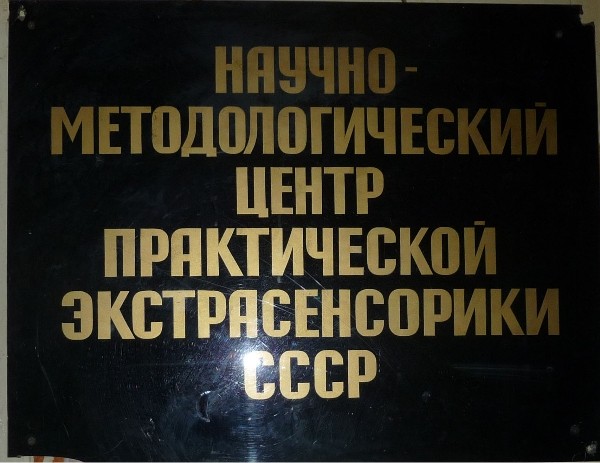 НАУЧНО-
МЕТОДОЛОГИЧЕСКИЙ
ЦЕНТР
ПРАКТИЧЕСКОЙ
ЭКСТРАСЕНСОРИКИ
СССР